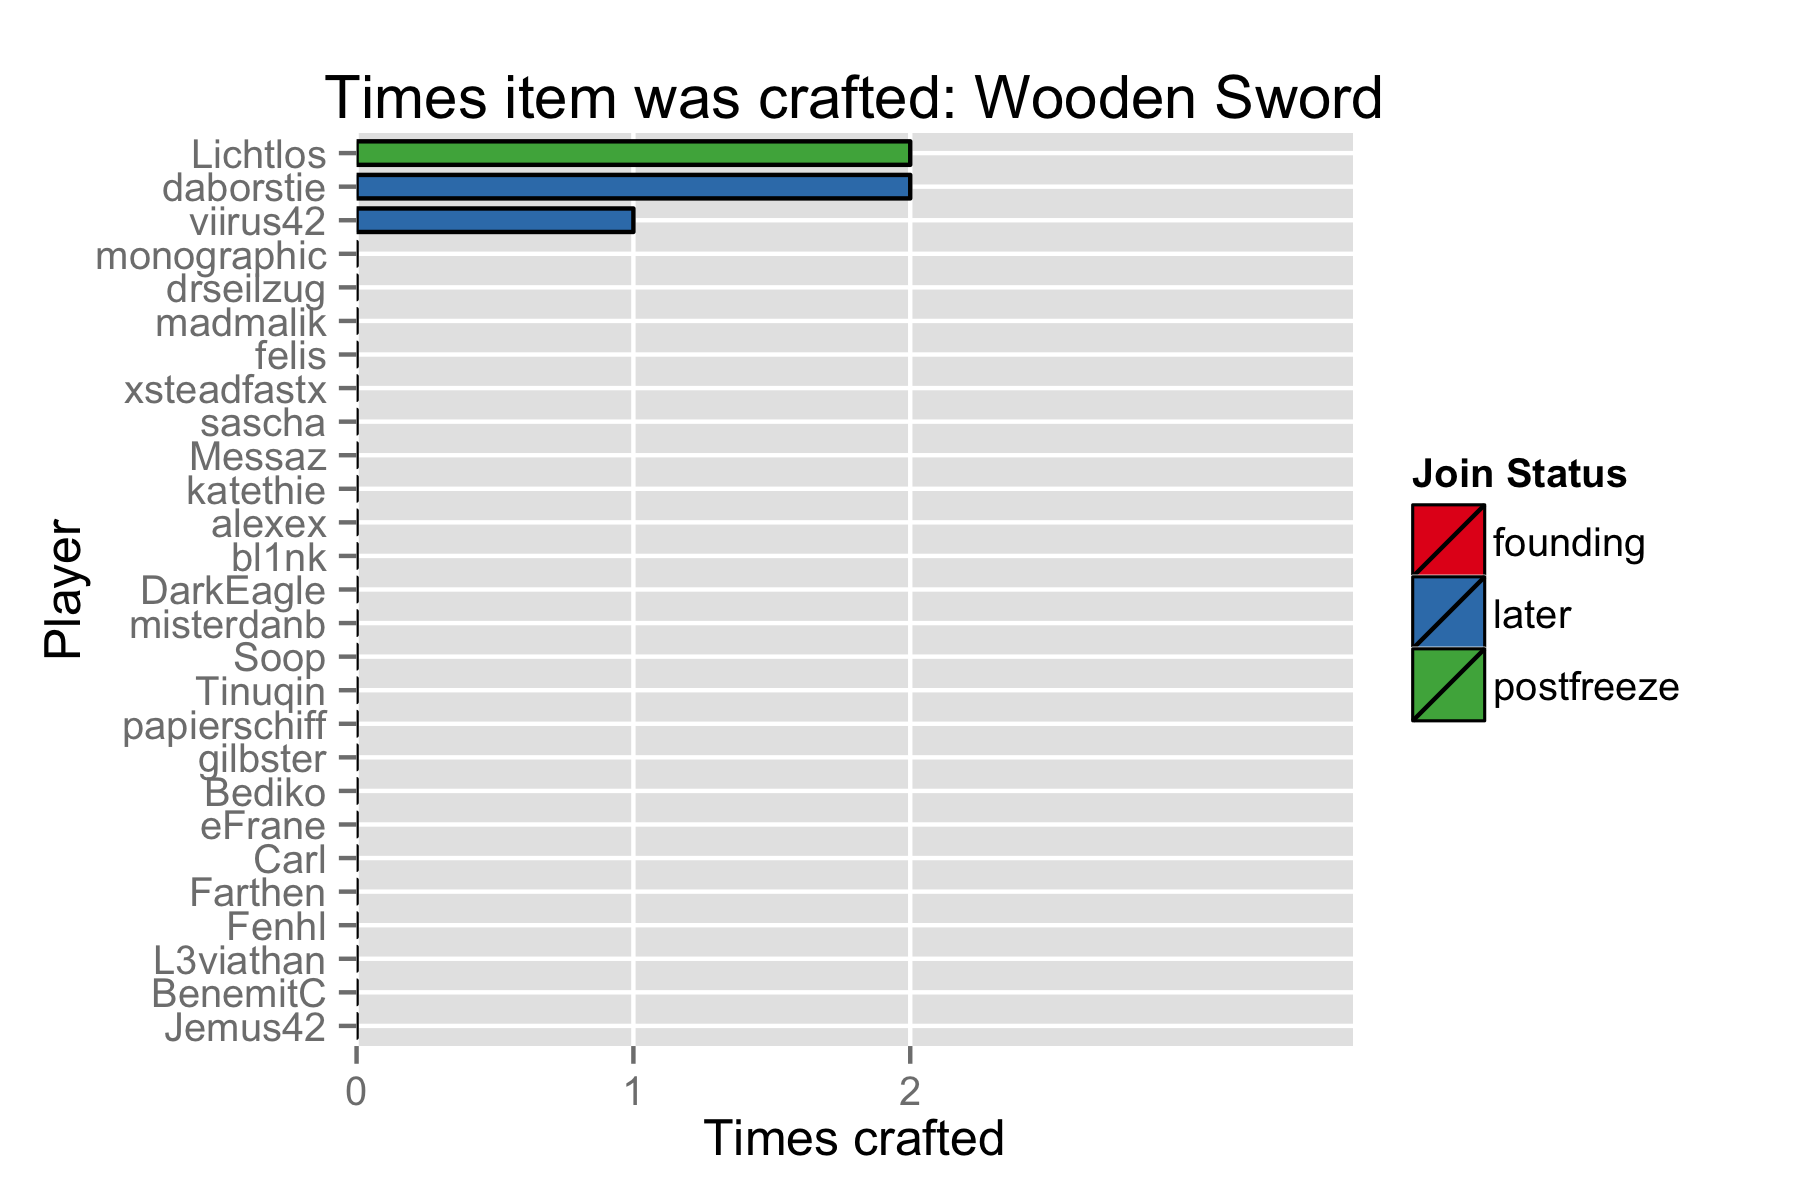 Times item was crafted: Wooden Sword
Lichtlos
daborstie
viirus42
monographic
drseilzug
madmalik
felis
xsteadfastx
sascha
Messaz
katethie
alexex
bl1nk
DarkEagle
misterdanb
Soop
Tinuqin
papierschiff
gilbster
Bediko
eFrane
Carl
Farthen
Fenhl
L3viathan
BenemitC
Jemus42
Player
0 1 2
Times crafted
Join Status
founding
later
postfreeze